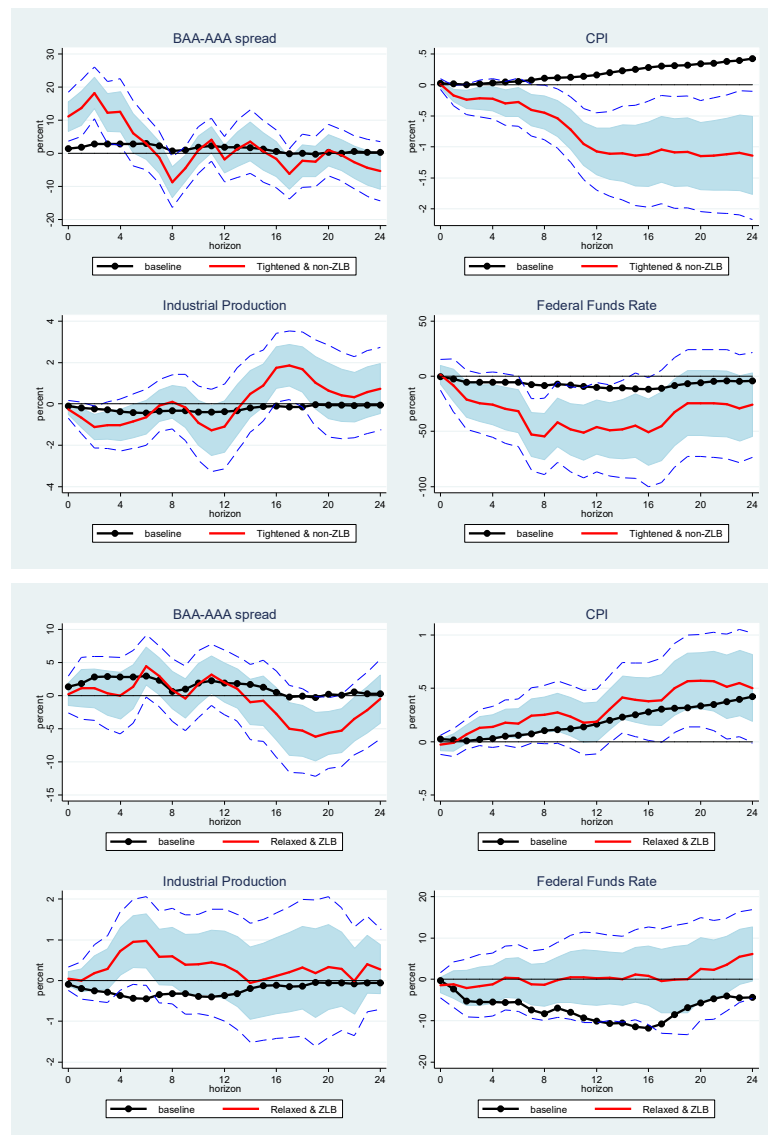 BAA-AAA spread
percent
30
20
10
0
-10
-20
0 4 8 12 16 20 24
horizon
baseline Tightened & non-ZLB
CPI
percent
.5
0
-.5
-1
-1.5
-2
0 4 8 12 16 20 24
horizon
baseline Tightened & non-ZLB
Industrial Production
percent
4
2
0
-2
-4
0 4 8 12 16 20 24
horizon
baseline Tightened & non-ZLB
Federal Funds Rate
percent
50
0
-50
-100
0 4 8 12 16 20 24
horizon
baseline Tightened & non-ZLB
BAA-AAA spread
percent
10
5
0
-5
-10
-15
0 4 8 12 16 20 24
horizon
baseline Relaxed & ZLB
CPI
percent
1
.5
0
-.5
0 4 8 12 16 20 24
horizon
baseline Relaxed & ZLB
Industrial Production
percent
2
1
0
-1
-2
0 4 8 12 16 20 24
horizon
baseline Relaxed & ZLB
Federal Funds Rate
percent
20
10
0
-10
-20
0 4 8 12 16 20 24
horizon
baseline Relaxed & ZLB